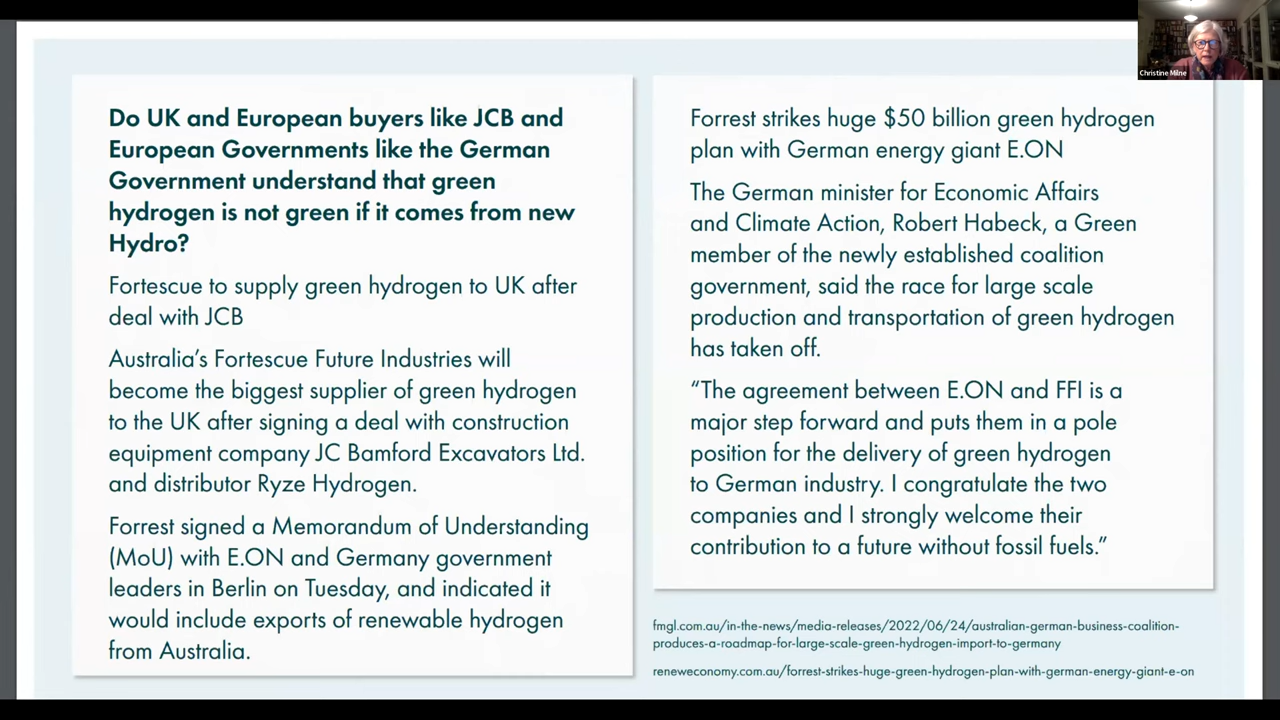 Do UK and European buyers like JCB and
European Governments like the German
Government understand that green
hydrogen is not green if it comes from new
Hydro?
Fortescue to supply green hydrogen to UK after
deal with JCB
Australia's Fortescue Future Industries will
become the biggest supplier of green hydrogen
to the UK after signing a deal with construction
equipment company JC Bamford Excavators Ltd.
and distributor Ryze Hydrogen.
Forrest signed a Memorandum of Understanding
(MoU) with E.ON and Germany government
leaders in Berlin on Tuesday, and indicated it
would include exports of renewable hydrogen
from Australia.
Forrest strikes huge $50 billion green hydrogen
plan with German energy giant E.ON
The German minister for Economic Affairs
and Climate Action, Robert Habeck, a Green
member of the newly established coalition
government, said the race for large scale
production and transportation of green hydrogen
has taken off.
“The agreement between E.ON and FFI is a
major step forward and puts them in a pole
position for the delivery of green hydrogen
to German industry. I congratulate the two
companies and I strongly welcome their
contribution to a future without fossil fuels.”
fmgl.com.au/in-the-news/media-releases/2022/06/24/australian-german-business-coalition-
produces-a-roadmap-for-large-scale-green-hydrogen-import-to-germany
reneweconomy.com.au/forrest-strikes-huge-green-hydrogen-plan-with-german-energy-giant-e-on
Christine Milne